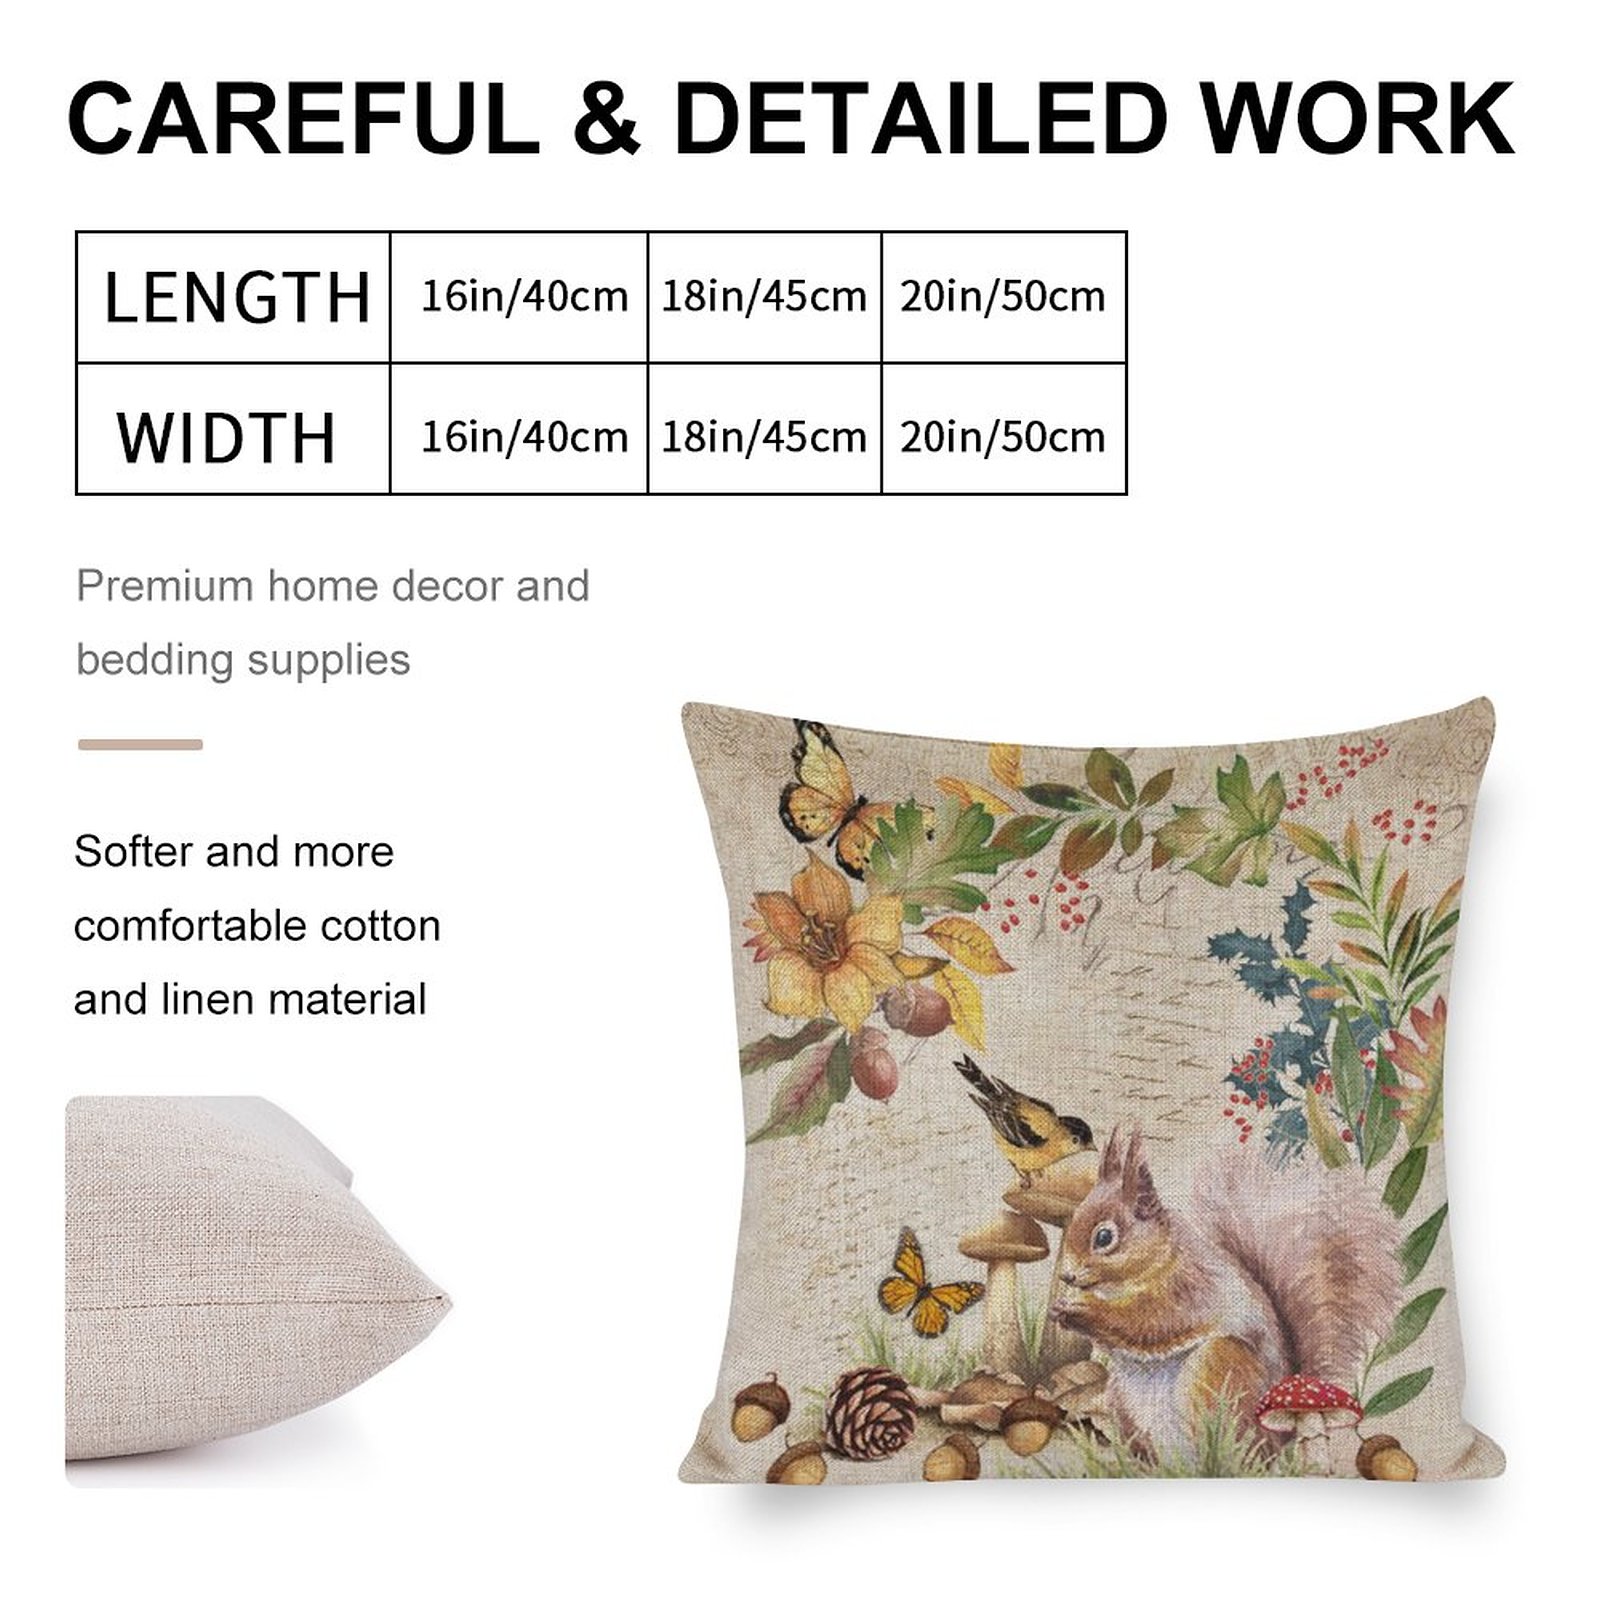 CAREFUL & DETAILED WORK
LENGTH 16in/40cm 18in/45cm 20in/50cm
WIDTH 16in/40cm 18in/45cm 20in/50cm
Premium home decor and
bedding supplies
Softer and more
comfortable cotton
and linen material